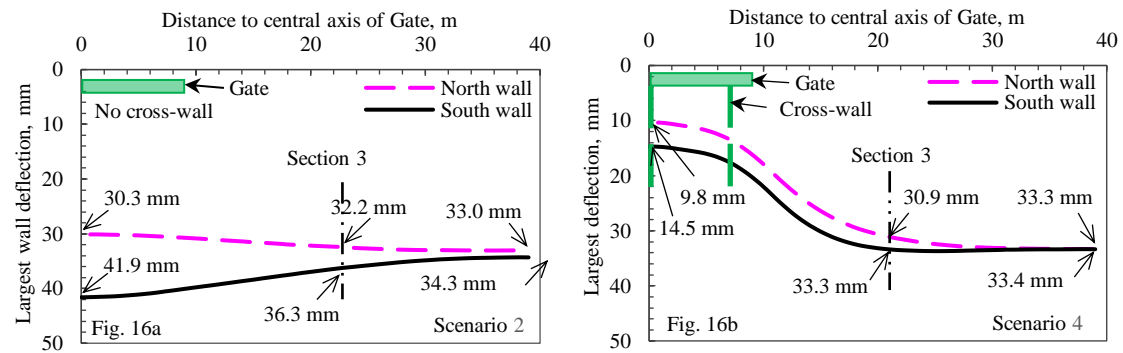 Distance to central axis of Gate, m
0 10 20 30 40
Largest wall deflection, mm
0
10
20
30
40
50
Gate
No cross-wall
North wall
South wall
Section 3
30.3 mm
32.2 mm
33.0 mm
41.9 mm
36.3 mm
34.3 mm
Fig. 16a
Scenario 2
Distance to central axis of Gate, m
0 10 20 30 40
Largest deflection, mm
0
10
20
30
40
50
Gate
Cross-wall
North wall
South wall
Section 3
9.8 mm
30.9 mm
33.3 mm
14.5 mm
33.3 mm
33.4 mm
Fig. 16b
Scenario 4